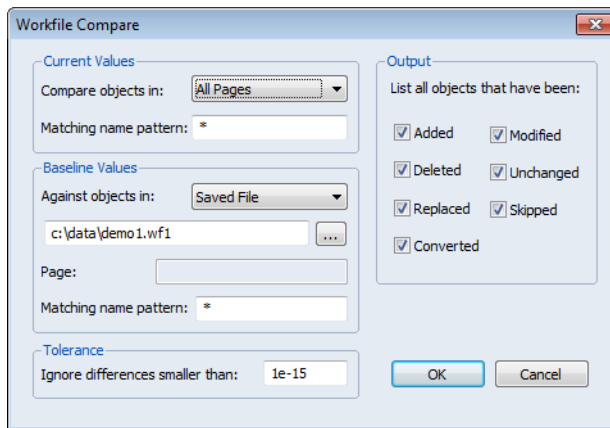 Workfile Compare
Current Values
Compare objects in: All Pages
Matching name pattern: *
Baseline Values
Against objects in: Saved File
c:\data\demo1.wf1 ...
Page:
Matching name pattern: *
Tolerance
Ignore differences smaller than: 1e-15
Output
List all objects that have been:
Added Modified
Deleted Unchanged
Replaced Skipped
Converted
OK Cancel